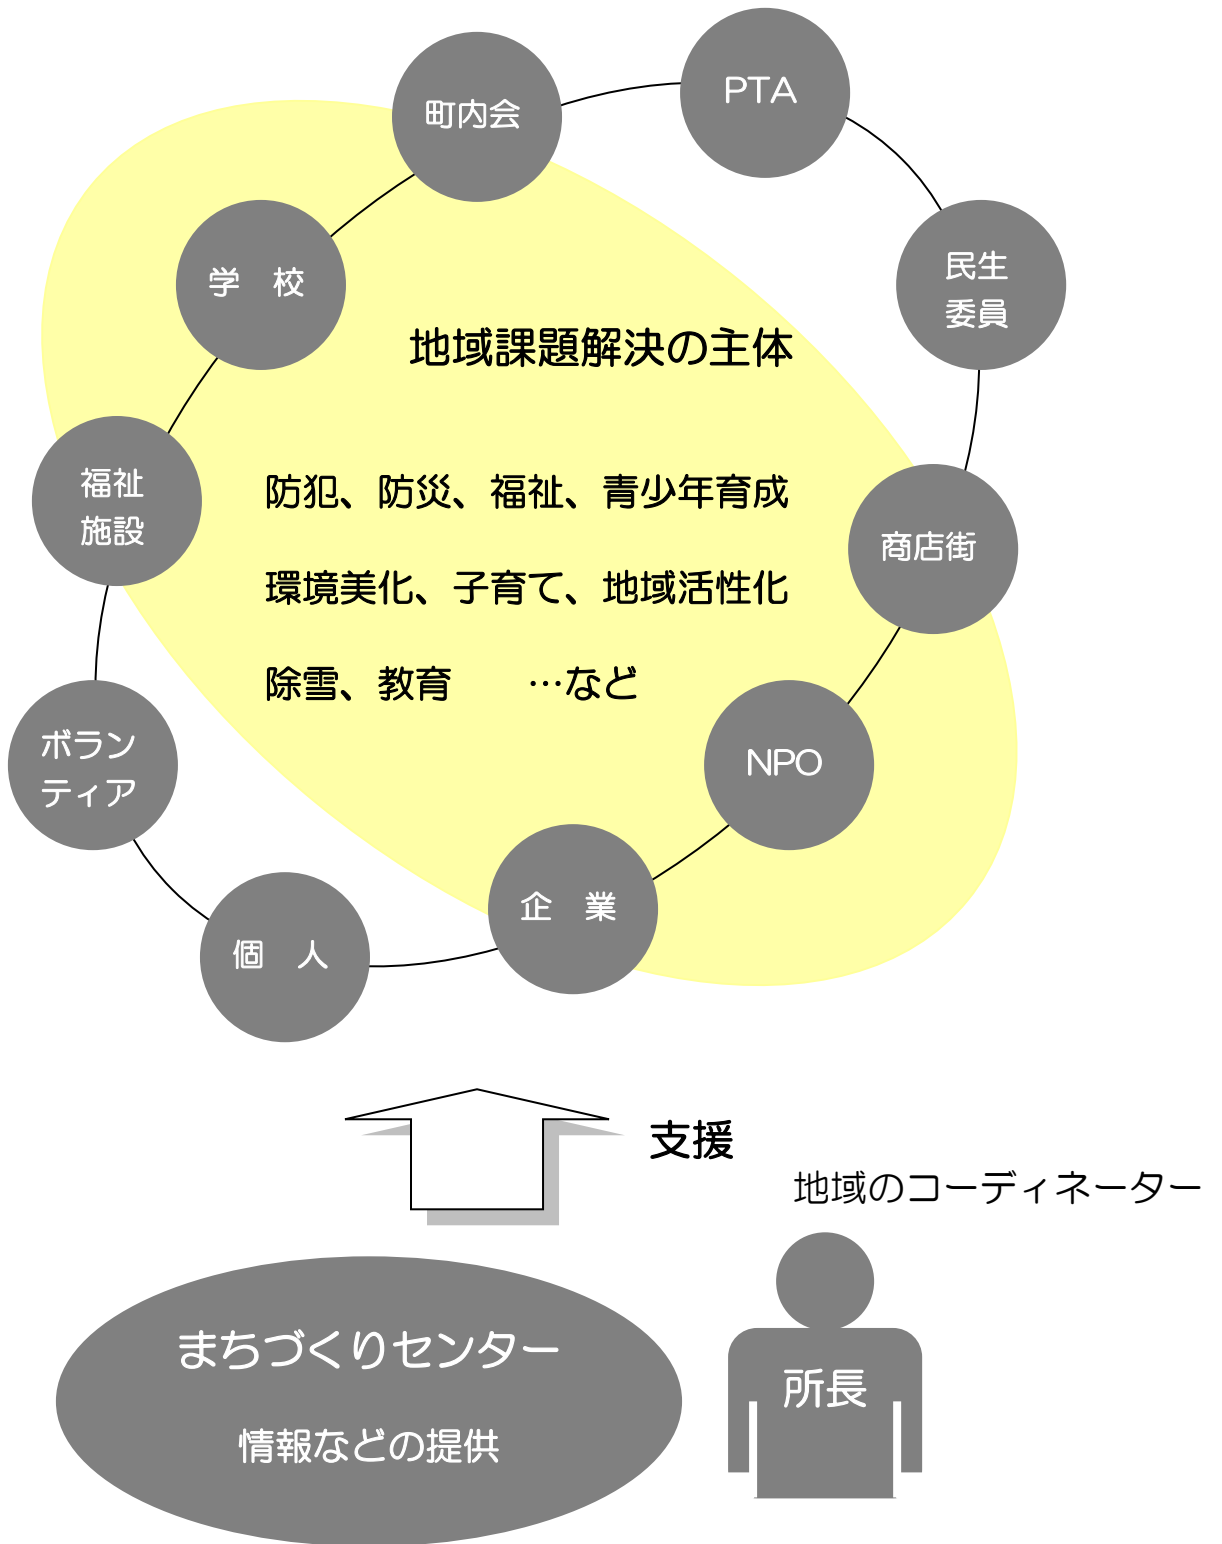 PTA
町内会
民生
委員
学　校
地域課題解決の主体
福祉
施設
防犯、防災、福祉、青少年育成
商店街
環境美化、子育て、地域活性化
除雪、教育　　…など
ボラン
ティア
NPO
企　業
個　人
支援
地域のコーディネーター
まちづくりセンター
所長
情報などの提供